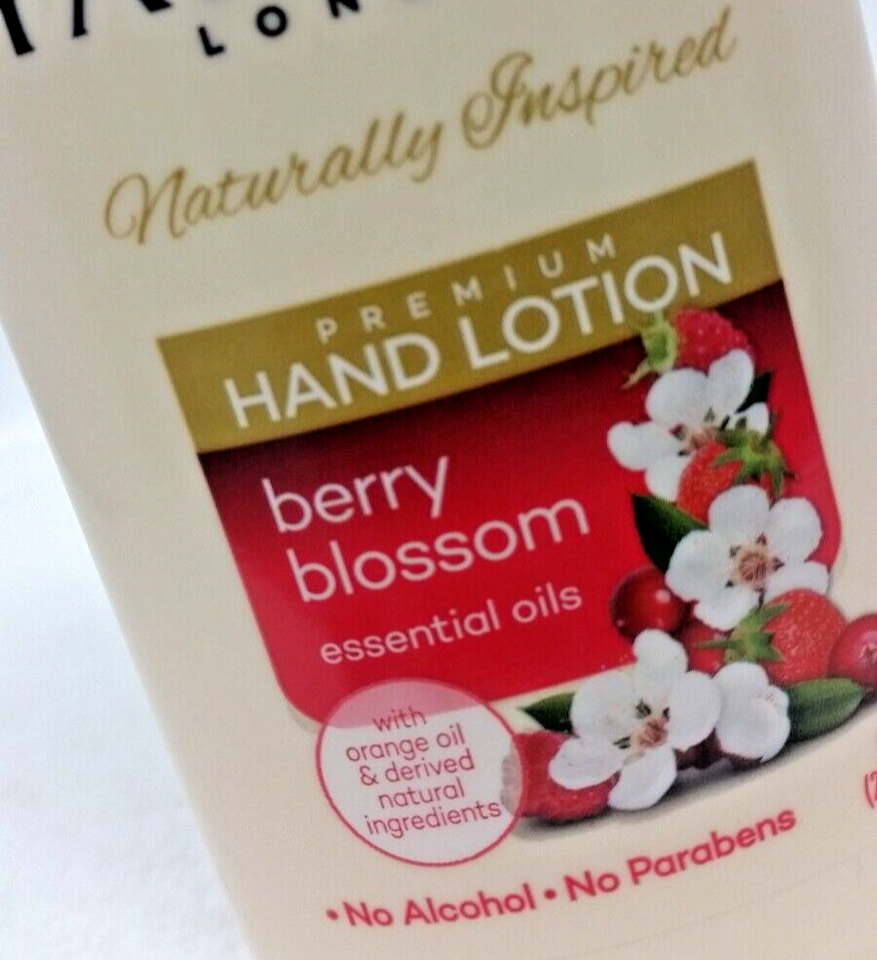 Naturally Inspired
PREMIUM
HAND LOTION
berry
blossom
essential oils
with
orange oil
& derived
natural
ingredients
• No Alcohol • No Parabens